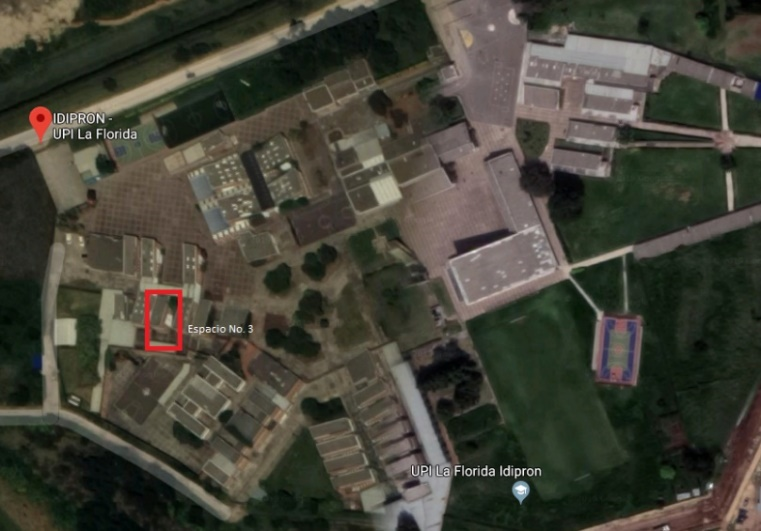 IDIPRON -
UPI La Florida
Espacio No. 3
UPI La Florida Idipron